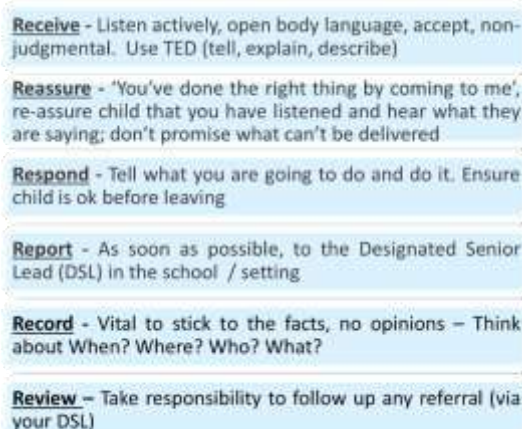 Receive - Listen actively, open body language, accept, non-
judgmental. Use TED (tell, explain, describe)
Reassure - ‘You’ve done the right thing by coming to me’,
re-assure child that you have listened and hear what they
are saying; don’t promise what can’t be delivered
Respond - Tell what you are going to do and do it. Ensure
child is ok before leaving
Report - As soon as possible, to the Designated Senior
Lead (DSL) in the school / setting
Record - Vital to stick to the facts, no opinions – Think
about When? Where? Who? What?
Review – Take responsibility to follow up any referral (via
your DSL)